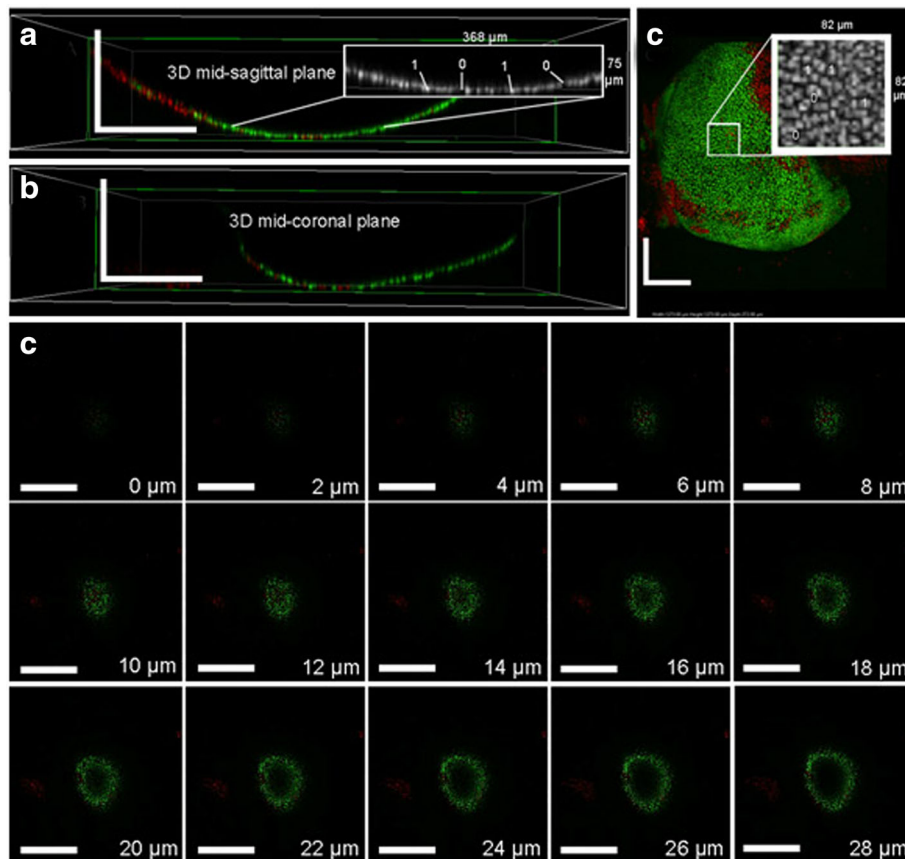 a
3D mid-sagittal plane
368 µm
75
µm
1 0 1 0
b
3D mid-coronal plane
c
82 µm
82
µm
1 1
0 1
0
c
0 µm
2 µm
4 µm
6 µm
8 µm
10 µm
12 µm
14 µm
16 µm
18 µm
20 µm
22 µm
24 µm
26 µm
28 µm